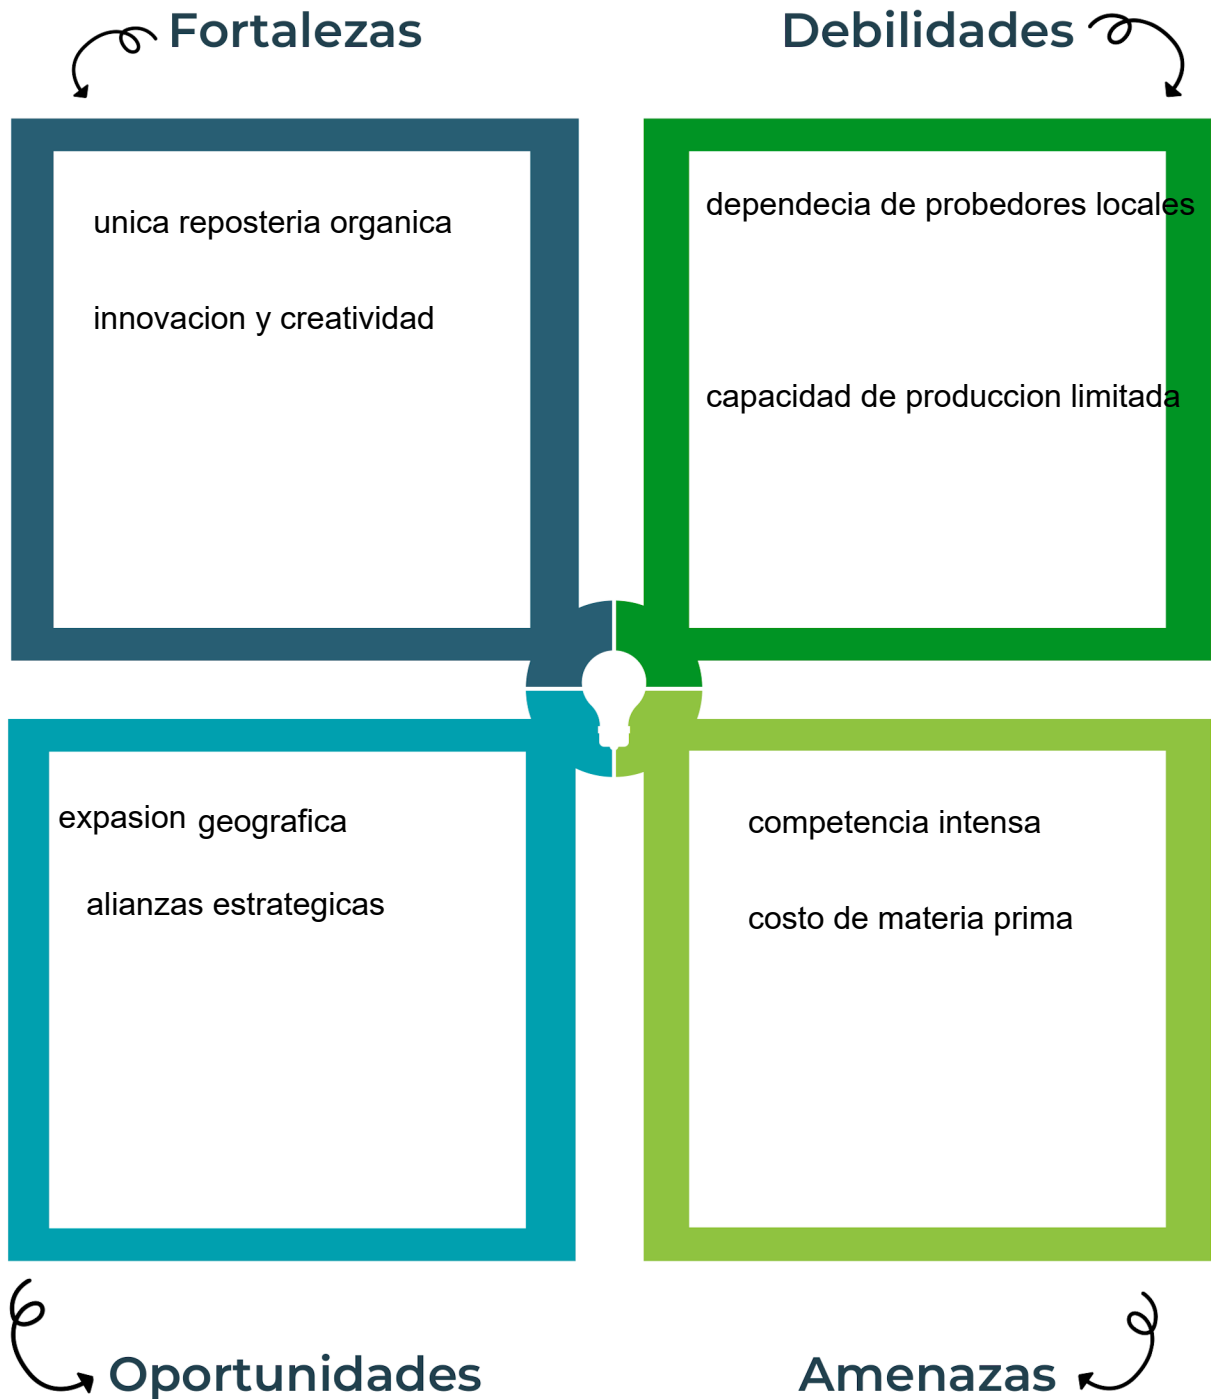 Fortalezas
Debilidades
unica reposteria organica
innovacion y creatividad
dependecia de probedores locales
capacidad de produccion limitada
expasion geografica
alianzas estrategicas
competencia intensa
costo de materia prima
Oportunidades
Amenazas